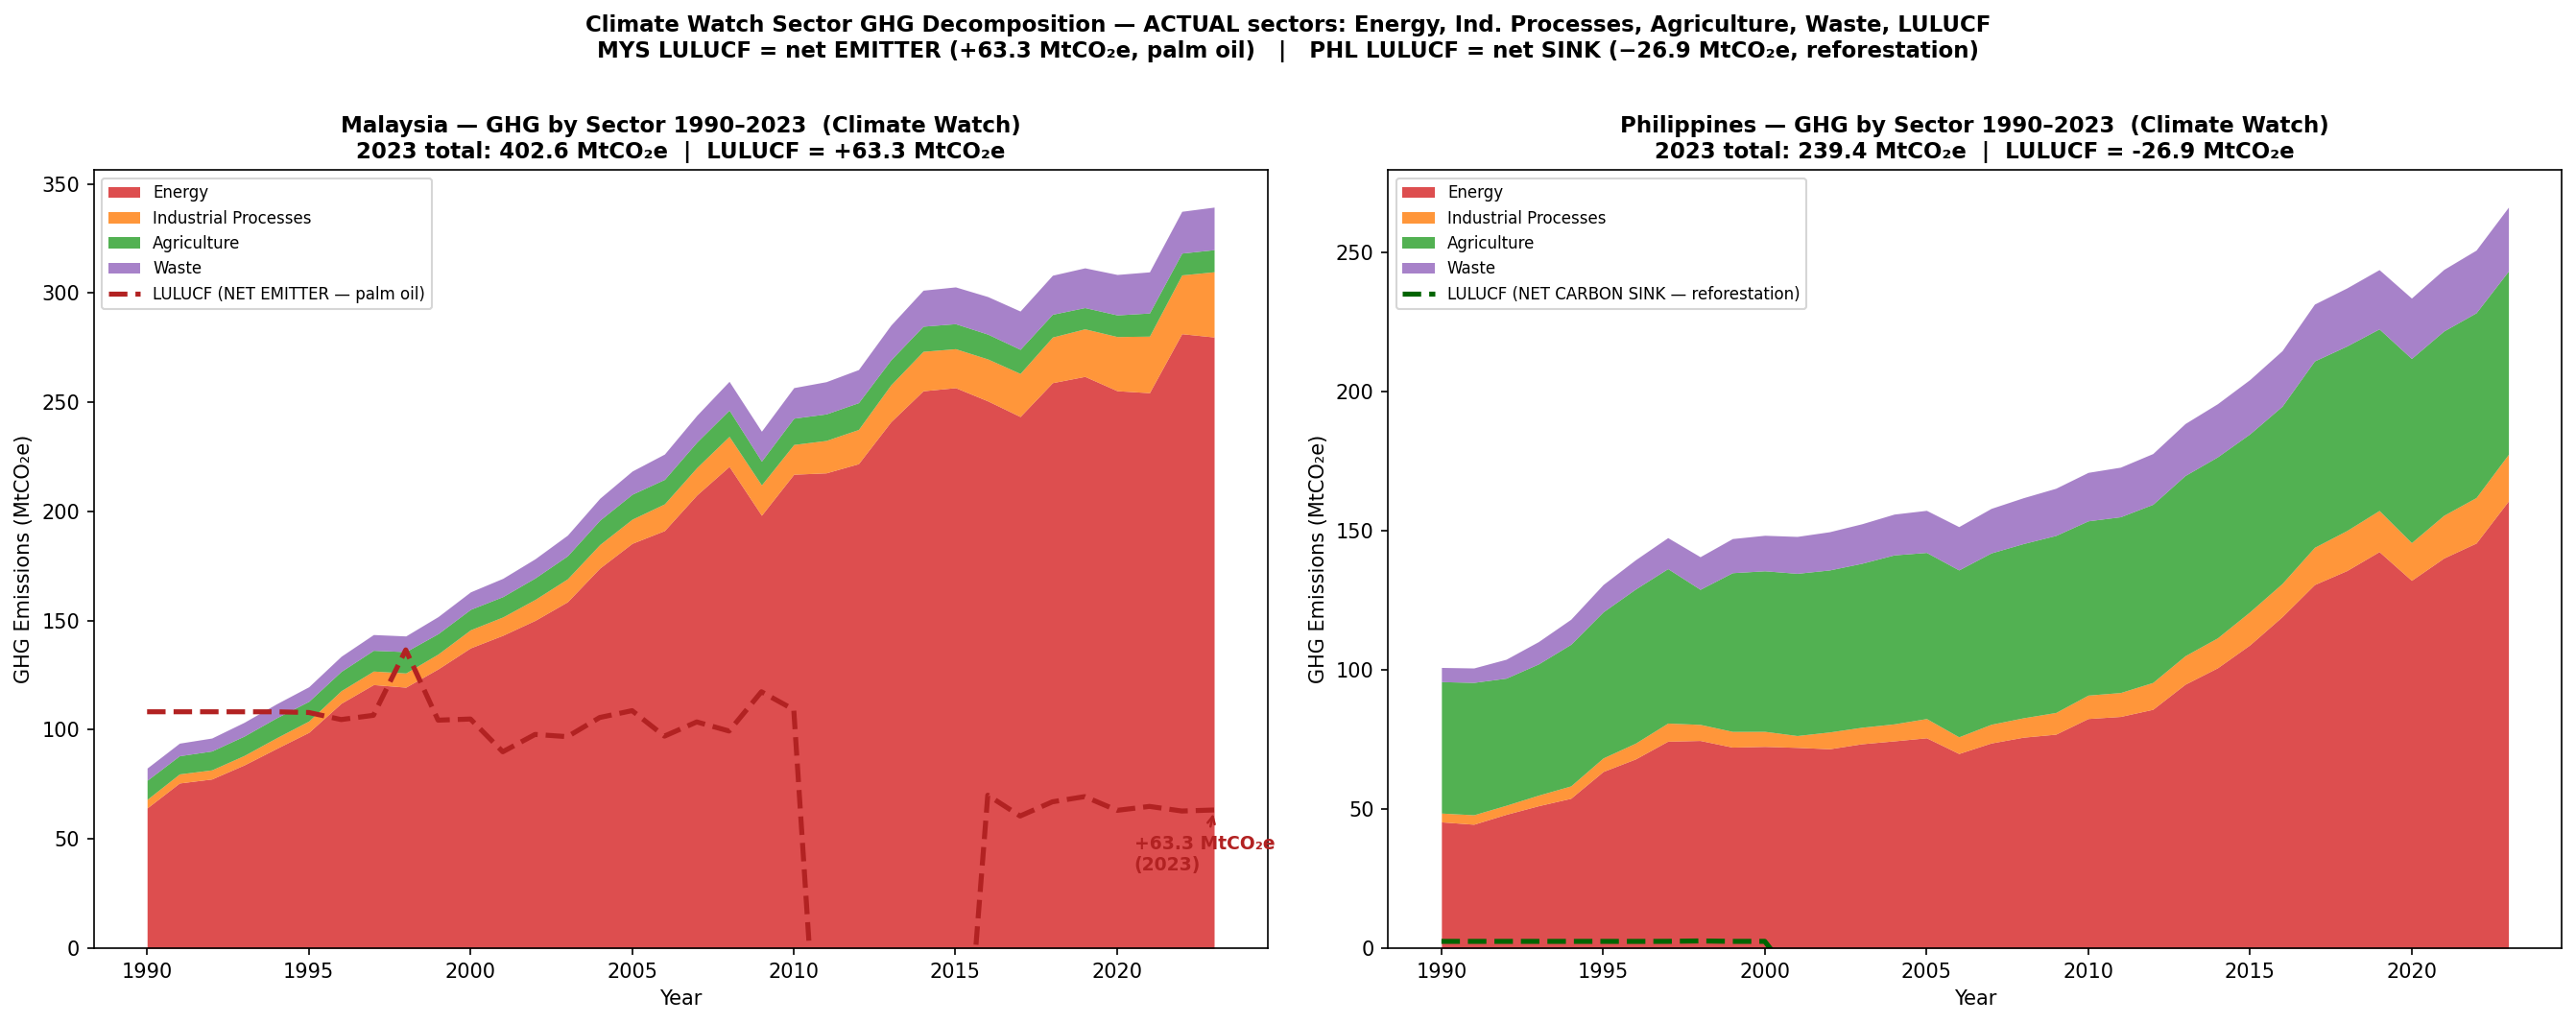 Climate Watch Sector GHG Decomposition — ACTUAL sectors: Energy, Ind. Processes, Agriculture, Waste, LULUCF
MYS LULUCF = net EMITTER (+63.3 MtCO₂e, palm oil)   |   PHL LULUCF = net SINK (−26.9 MtCO₂e, reforestation)
Malaysia — GHG by Sector 1990–2023  (Climate Watch)
2023 total: 402.6 MtCO₂e  |  LULUCF = +63.3 MtCO₂e
GHG Emissions (MtCO₂e)
350
300
250
200
150
100
50
0
Energy
Industrial Processes
Agriculture
Waste
LULUCF (NET EMITTER — palm oil)
+63.3 MtCO₂e
(2023)
1990
1995
2000
2005
2010
2015
2020
Year
Philippines — GHG by Sector 1990–2023  (Climate Watch)
2023 total: 239.4 MtCO₂e  |  LULUCF = -26.9 MtCO₂e
GHG Emissions (MtCO₂e)
250
200
150
100
50
0
Energy
Industrial Processes
Agriculture
Waste
LULUCF (NET CARBON SINK — reforestation)
1990
1995
2000
2005
2010
2015
2020
Year